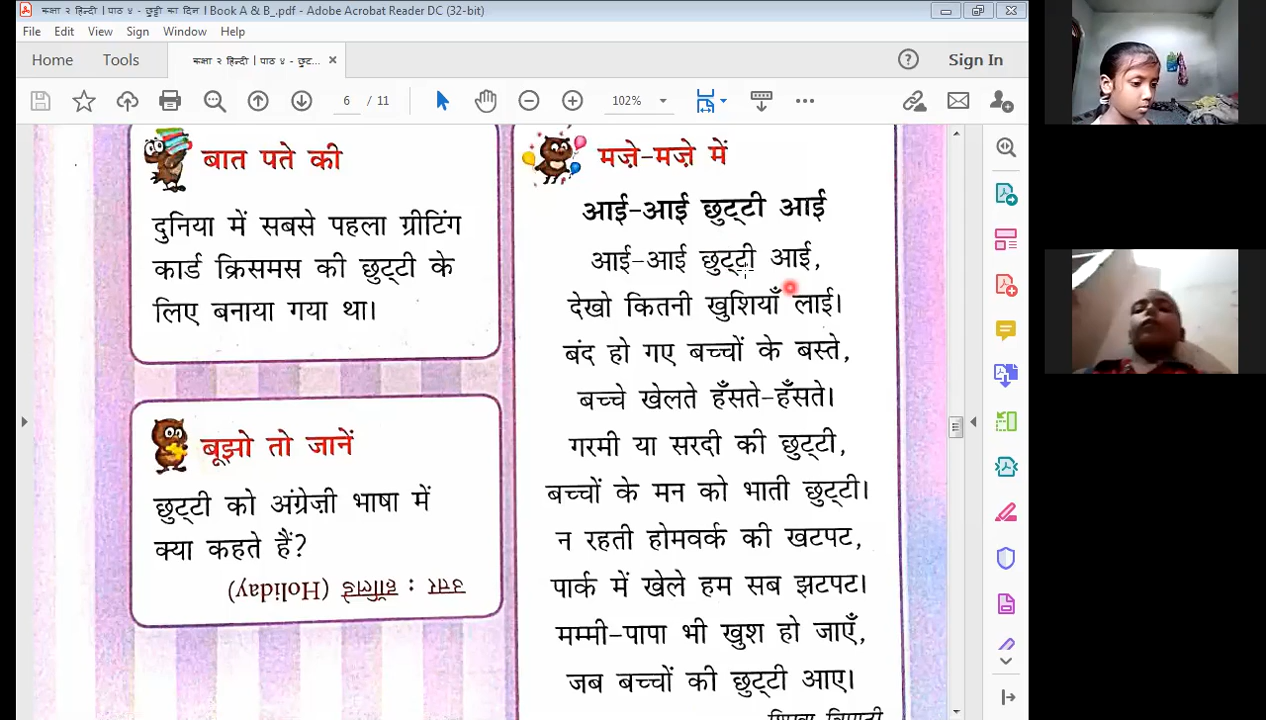 कक्षा २ हिन्दी । पाठ ४ - छुट्टी का दिन । Book A & B_.pdf - Adobe Acrobat Reader DC (32-bit)
File Edit View Sign Window Help
Home Tools कक्षा २ हिन्दी । पाठ ४ - छुट... × Sign In
6 / 11 102%
बात पते की
दुनिया में सबसे पहला ग्रीटिंग
कार्ड क्रिसमस की छुट्टी के
लिए बनाया गया था।
बूझो तो जानें
छुट्टी को अंग्रेज़ी भाषा में
क्या कहते हैं?
उत्तर : हॉलिडे (Holiday)
मज़े-मज़े में
आई-आई छुट्टी आई
आई-आई छुट्टी आई,
देखो कितनी खुशियाँ लाई।
बंद हो गए बच्चों के बस्ते,
बच्चे खेलते हँसते-हँसते।
गरमी या सरदी की छुट्टी,
बच्चों के मन को भाती छुट्टी।
न रहती होमवर्क की खटपट,
पार्क में खेले हम सब झटपट।
मम्मी-पापा भी खुश हो जाएँ,
जब बच्चों की छुट्टी आए।